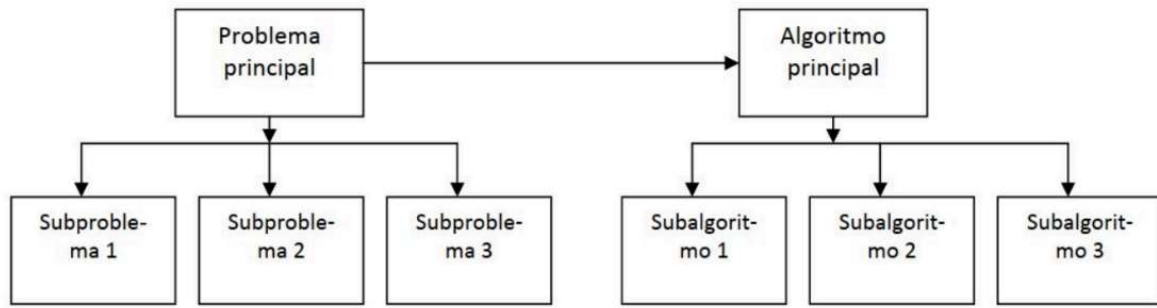 Problema
principal
Algoritmo
principal
Subproble-
ma 1
Subproble-
ma 2
Subproble-
ma 3
Subalgorit-
mo 1
Subalgorit-
mo 2
Subalgorit-
mo 3